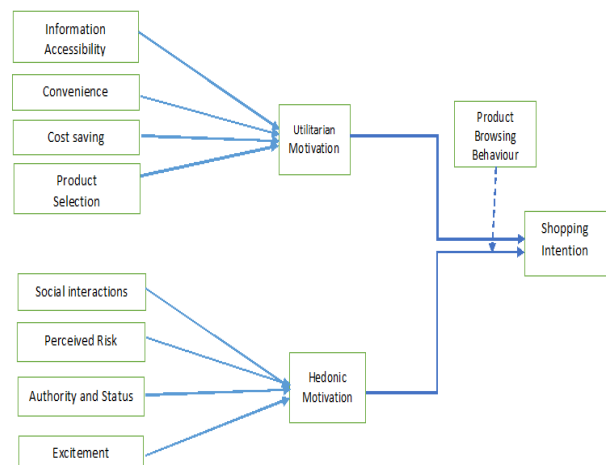 Information
Accessibility
Convenience
Cost saving
Product
Selection
Utilitarian
Motivation
Product
Browsing
Behaviour
Shopping
Intention
Social interactions
Perceived Risk
Authority and Status
Excitement
Hedonic
Motivation